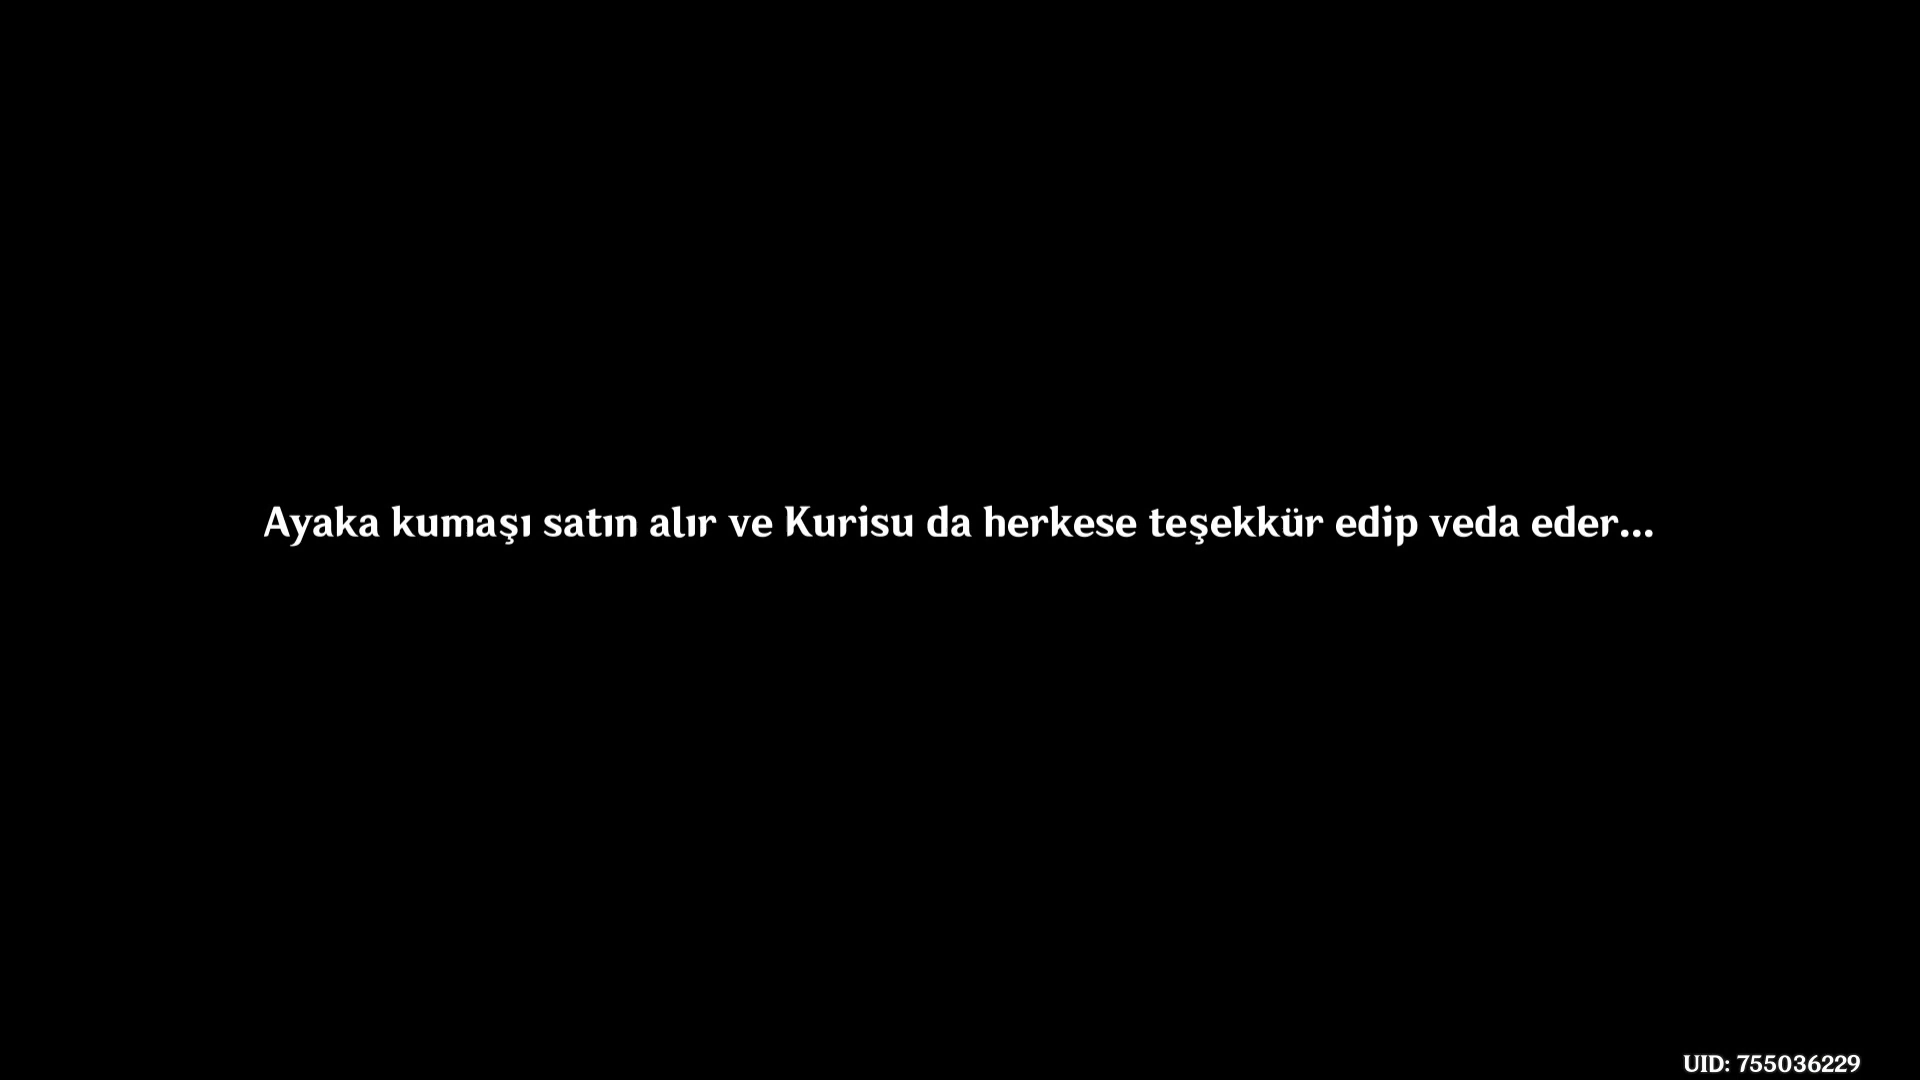 Ayaka kumaşı satın alır ve Kurisu da herkese teşekkür edip veda eder...
UID: 755036229